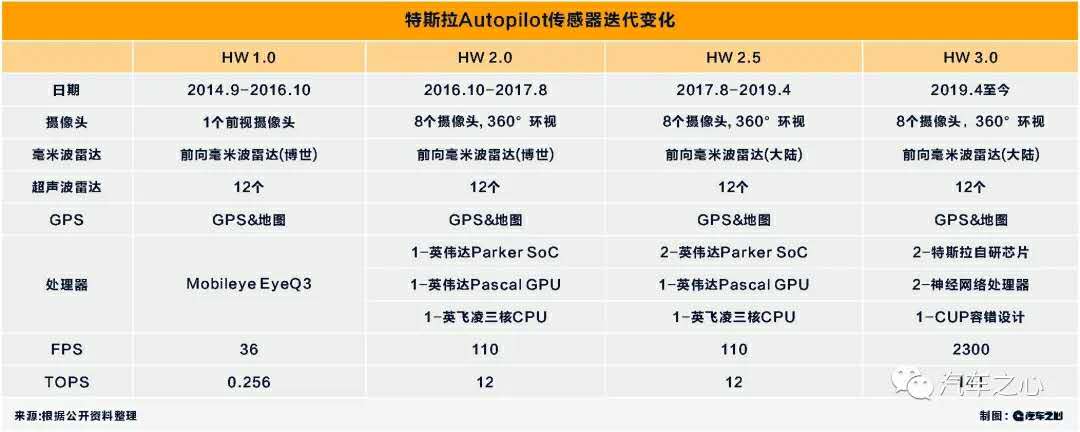 特斯拉Autopilot传感器迭代变化
HW 1.0 HW 2.0 HW 2.5 HW 3.0
日期 2014.9-2016.10 2016.10-2017.8 2017.8-2019.4 2019.4至今
摄像头 1个前视摄像头 8个摄像头, 360° 环视 8个摄像头, 360° 环视 8个摄像头, 360° 环视
毫米波雷达 前向毫米波雷达(博世) 前向毫米波雷达(博世) 前向毫米波雷达(大陆) 前向毫米波雷达(大陆)
超声波雷达 12个 12个 12个 12个
GPS GPS&地图 GPS&地图 GPS&地图 GPS&地图
1-英伟达Parker SoC 2-英伟达Parker SoC 2-特斯拉自研芯片
处理器 Mobileye EyeQ3 1-英伟达Pascal GPU 1-英伟达Pascal GPU 2-神经网络处理器
1-英飞凌三核CPU 1-英飞凌三核CPU 1-CUP容错设计
FPS 36 110 110 2300
TOPS 0.256 12 12
汽车之心
来源:根据公开资料整理 制图: 汽车之心